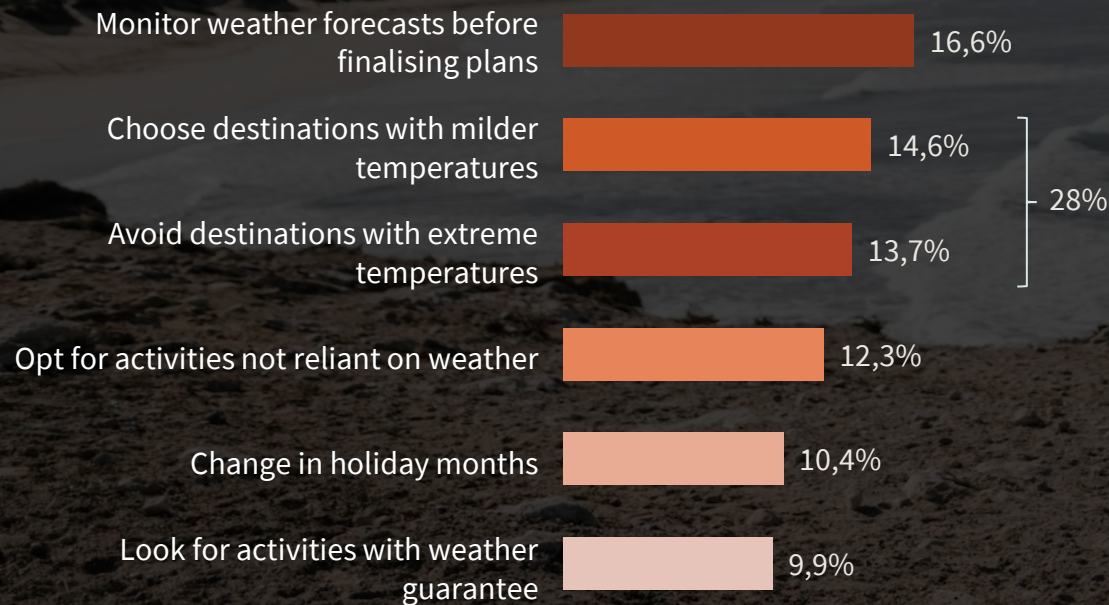 Monitor weather forecasts before
finalising plans
16,6%
Choose destinations with milder
temperatures
14,6%
28%
Avoid destinations with extreme
temperatures
13,7%
Opt for activities not reliant on weather
12,3%
Change in holiday months
10,4%
Look for activities with weather
guarantee
9,9%